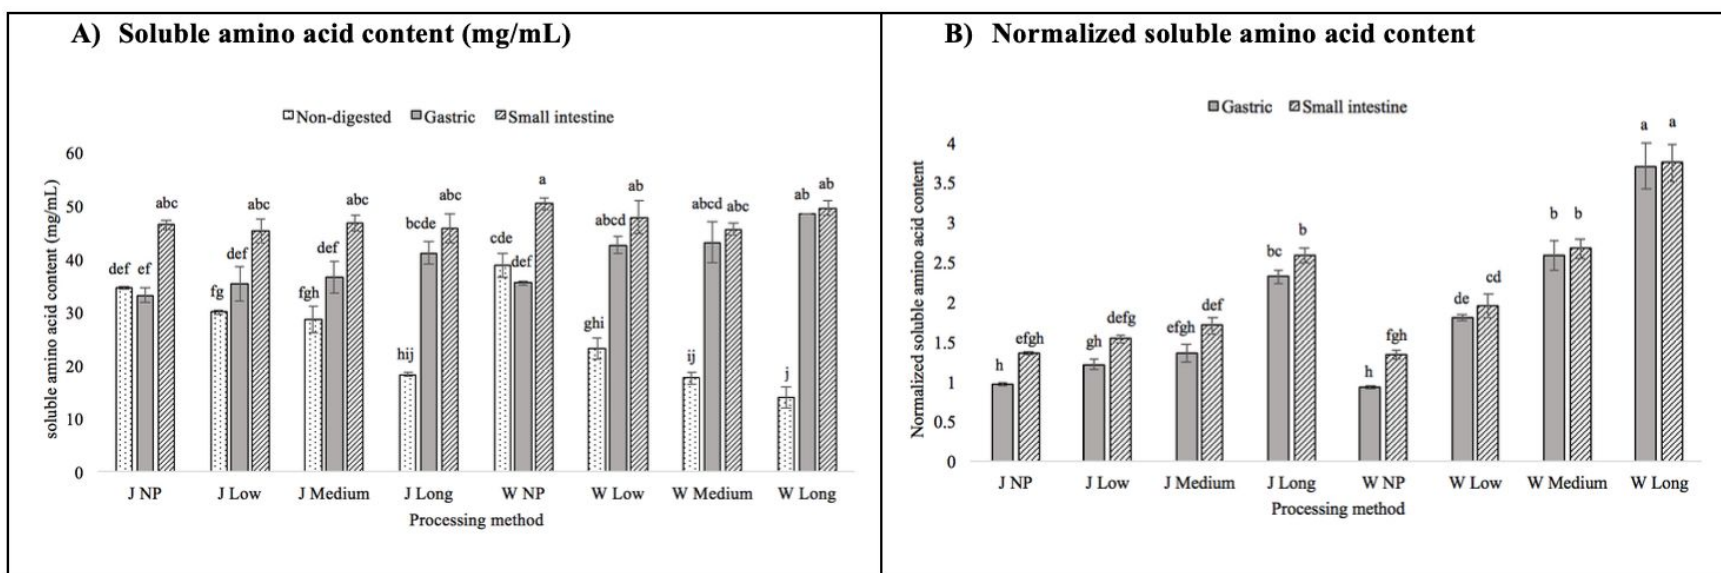 A) Soluble amino acid content (mg/mL)
Non-digested Gastric Small intestine
soluble amino acid content (mg/mL)
60
50
40
30
20
10
0
def ef abc
fg def abc
fgh def abc
hij bcde abc
cde def a
ghi abcd ab
ij abcd abc
j ab ab
J NP J Low J Medium J Long W NP W Low W Medium W Long
Processing method
B) Normalized soluble amino acid content
Gastric Small intestine
Normalized soluble amino acid content
4
3.5
3
2.5
2
1.5
1
0.5
0
h efgh
gh defg
efgh def
bc b
h fgh
de cd
b b
a a
J NP J Low J Medium J Long W NP W Low W Medium W Long
Processing method